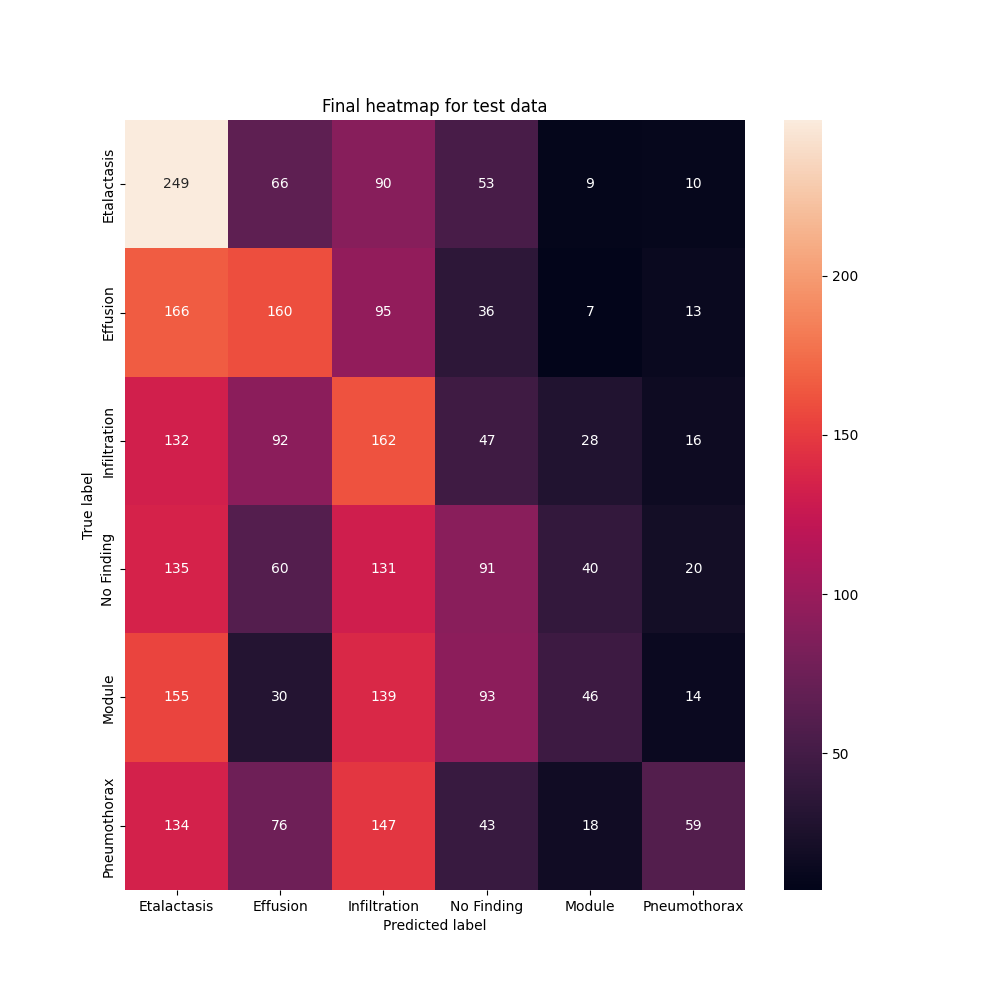 Final heatmap for test data
True label
Etalactasis 249 66 90 53 9 10
Effusion 166 160 95 36 7 13
Infiltration 132 92 162 47 28 16
No Finding 135 60 131 91 40 20
Module 155 30 139 93 46 14
Pneumothorax 134 76 147 43 18 59
Etalactasis Effusion Infiltration No Finding Module Pneumothorax
Predicted label
200
150
100
50